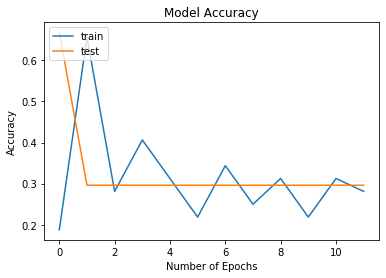 Model Accuracy
train
test
0.6
0.5
0.4
0.3
0.2
Accuracy
0 2 4 6 8 10
Number of Epochs